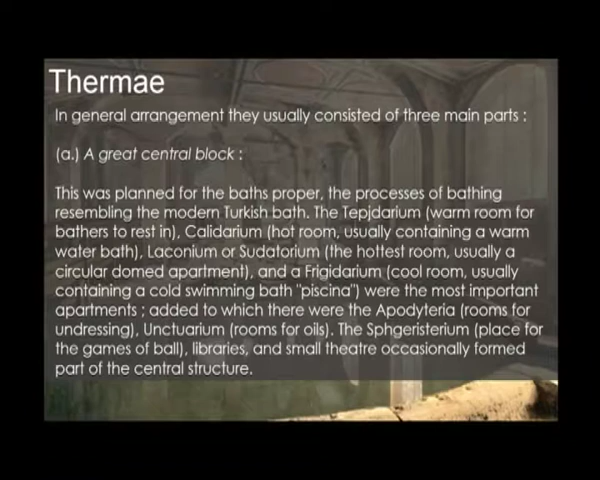 Thermae
In general arrangement they usually consisted of three main parts :
(a.) A great central block :
This was planned for the baths proper, the processes of bathing
resembling the modern Turkish bath. The Tepjdarium (warm room for
bathers to rest in), Calidarium (hot room, usually containing a warm
water bath), Laconium or Sudatorium (the hottest room, usually a
circular domed apartment), and a Frigidarium (cool room, usually
containing a cold swimming bath "piscina") were the most important
apartments ; added to which there were the Apodyteria (rooms for
undressing), Unctuarium (rooms for oils). The Sphgeristerium (place for
the games of ball), libraries, and small theatre occasionally formed
part of the central structure.